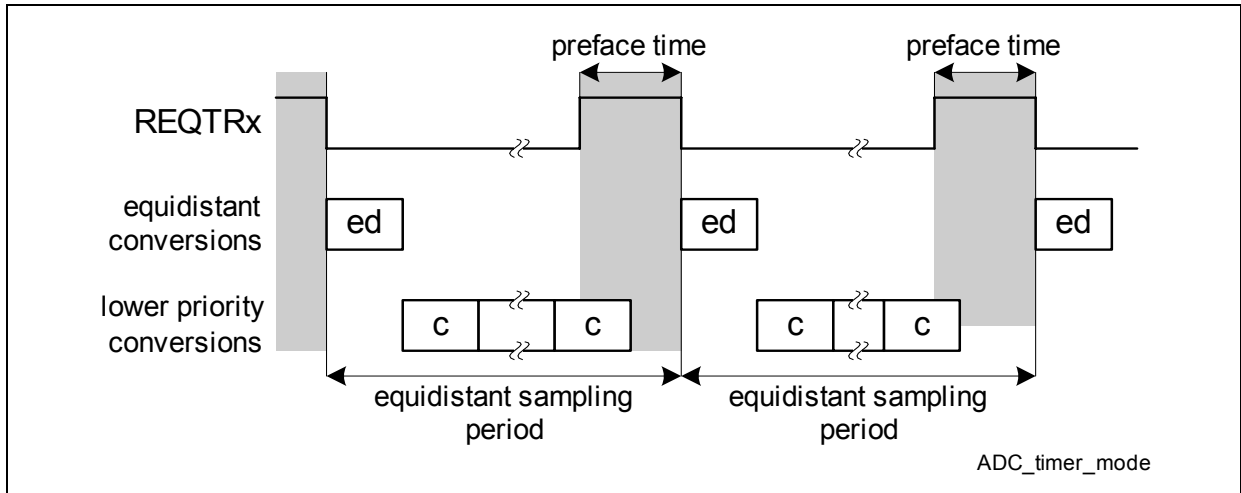 preface time
preface time
REQTRx
equidistant
conversions
ed
ed
ed
lower priority
conversions
c
c
c
c
equidistant sampling
period
equidistant sampling
period
ADC_timer_mode